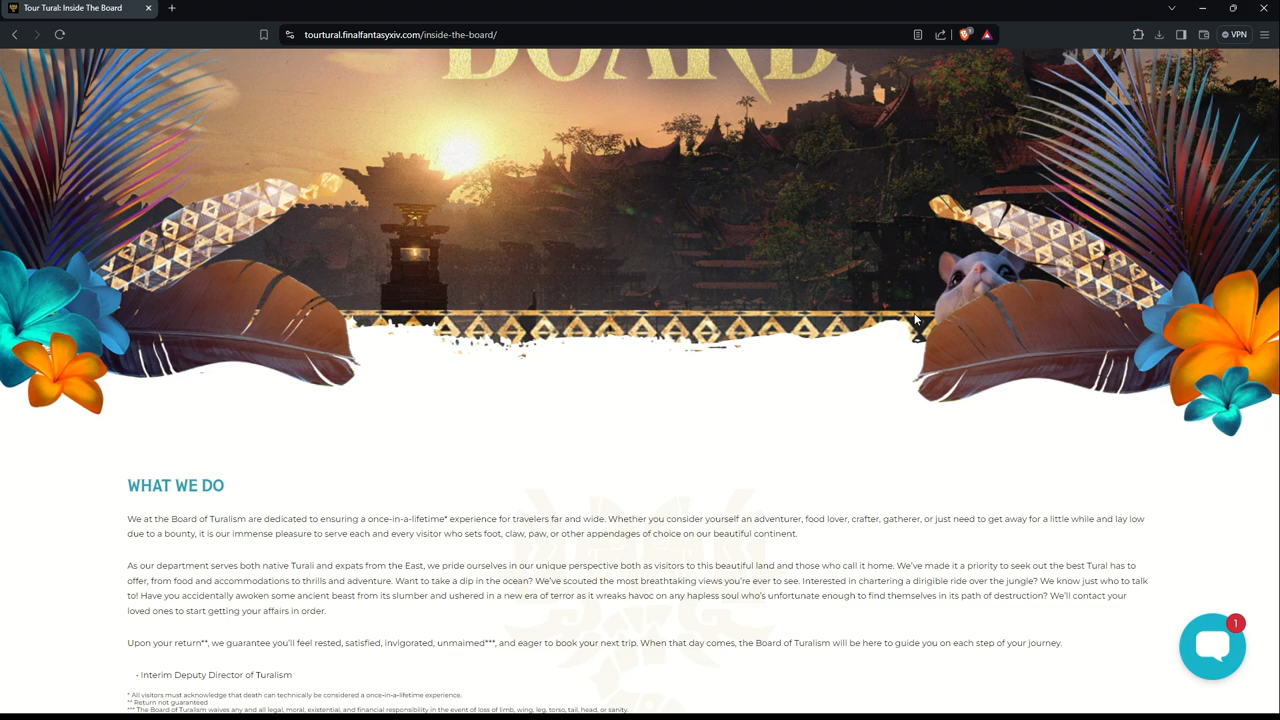 Tour Tural: Inside The Board
tourtural.finalfantasyxiv.com/inside-the-board/
1
VPN
BOARD
WHAT WE DO
We at the Board of Turalism are dedicated to ensuring a once-in-a-lifetime* experience for travelers far and wide. Whether you consider yourself an adventurer, food lover, crafter, gatherer, or just need to get away for a little while and lay low
due to a bounty, it is our immense pleasure to serve each and every visitor who sets foot, claw, paw, or other appendages of choice on our beautiful continent.
As our department serves both native Turali and expats from the East, we pride ourselves in our unique perspective both as visitors to this beautiful land and those who call it home. We've made it a priority to seek out the best Tural has to
offer, from food and accommodations to thrills and adventure. Want to take a dip in the ocean? We've scouted the most breathtaking views you're ever to see. Interested in chartering a dirigible ride over the jungle? We know just who to talk
to! Have you accidentally awoken some ancient beast from its slumber and ushered in a new era of terror as it wreaks havoc on any hapless soul who's unfortunate enough to find themselves in its path of destruction? We'll contact your
loved ones to start getting your affairs in order.
Upon your return**, we guarantee you'll feel rested, satisfied, invigorated, unmaimed***, and eager to book your next trip. When that day comes, the Board of Turalism will be here to guide you on each step of your journey.
- Interim Deputy Director of Turalism
* All visitors must acknowledge that death can technically be considered a once-in-a-lifetime experience.
** Return not guaranteed
*** The Board of Turalism waives any and all legal, moral, existential, and financial responsibility in the event of loss of limb, wing, leg, torso, tail, head, or sanity.
1